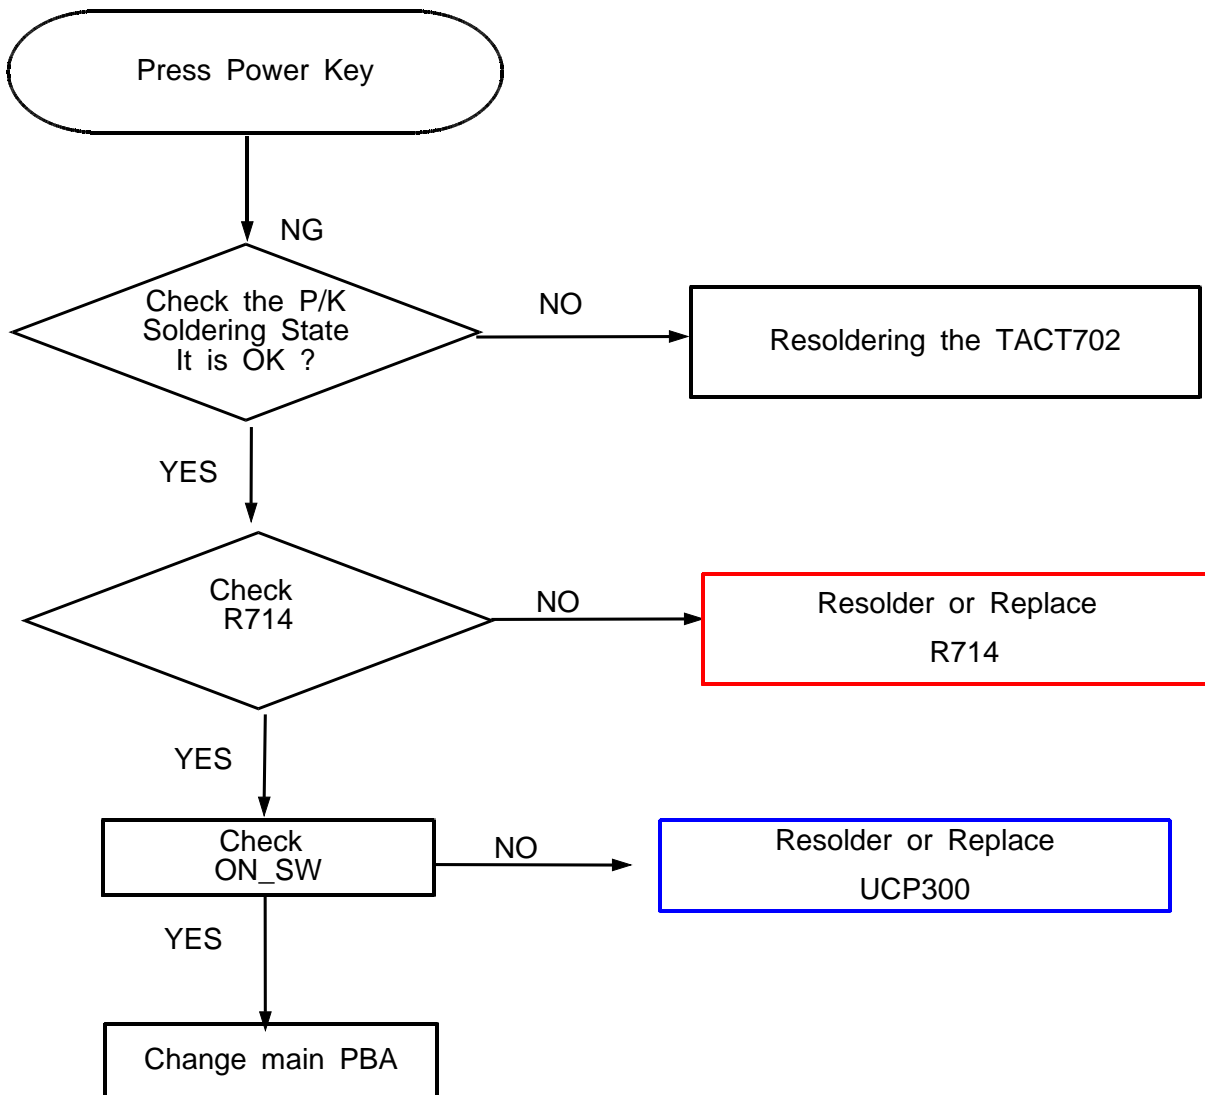 Press Power Key
NG
Check the P/K
Soldering State
It is OK ?
NO
Resoldering the TACT702
YES
Check
R714
NO
Resolder or Replace
R714
YES
Check
ON_SW
NO
Resolder or Replace
UCP300
YES
Change main PBA